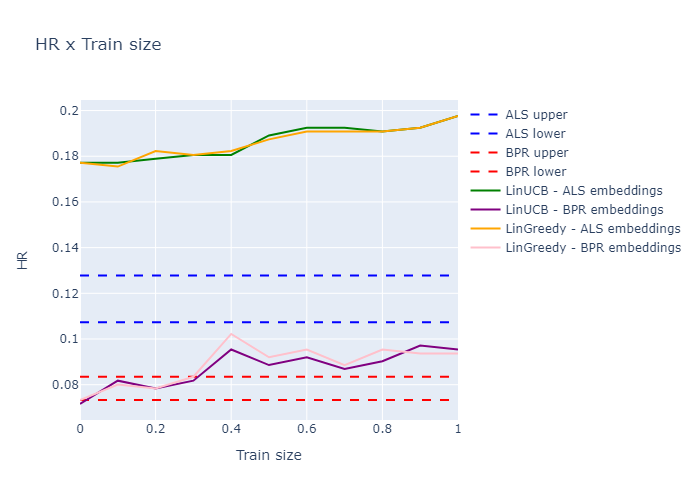 HR x Train size
0.2
0.18
0.16
0.14
0.12
0.1
0.08
HR
0
0.2
0.4
0.6
0.8
1
Train size
ALS upper
ALS lower
BPR upper
BPR lower
LinUCB - ALS embeddings
LinUCB - BPR embeddings
LinGreedy - ALS embeddings
LinGreedy - BPR embeddings